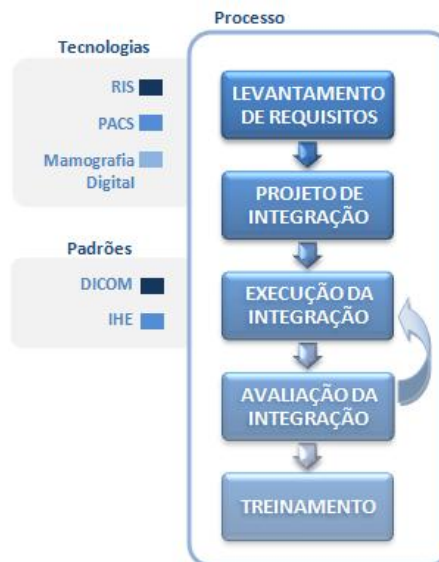 Processo
Tecnologias
RIS
PACS
Mamografia
Digital
Padrões
DICOM
IHE
LEVANTAMENTO
DE REQUISITOS
PROJETO DE
INTEGRAÇÃO
EXECUÇÃO DA
INTEGRAÇÃO
AVALIAÇÃO DA
INTEGRAÇÃO
TREINAMENTO